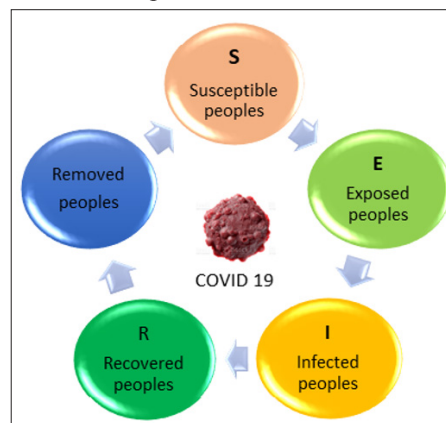 S
Susceptible
peoples
E
Exposed
peoples
I
Infected
peoples
R
Recovered
peoples
Removed
peoples
COVID 19